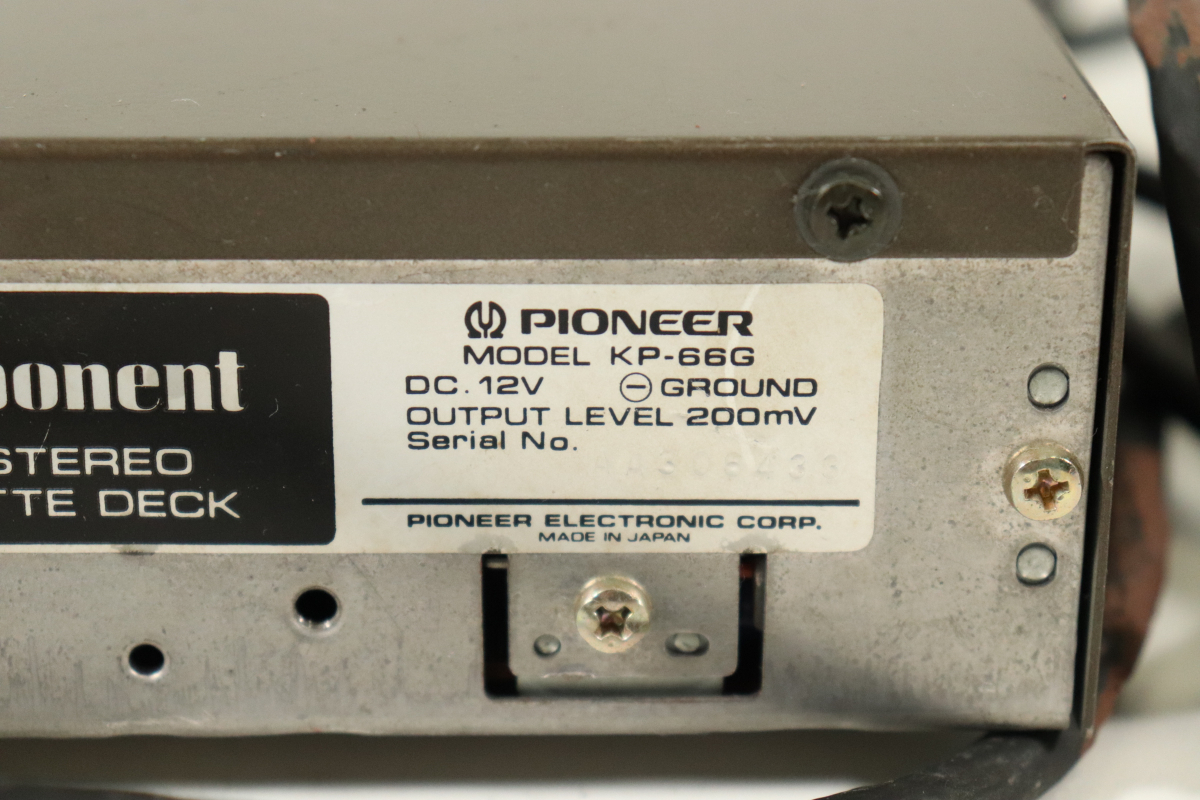 ponent
STEREO
TTE DECK
PIONEER
MODEL KP-66G
DC. 12V ⊖ GROUND
OUTPUT LEVEL 200mV
Serial No.
PIONEER ELECTRONIC CORP.
MADE IN JAPAN